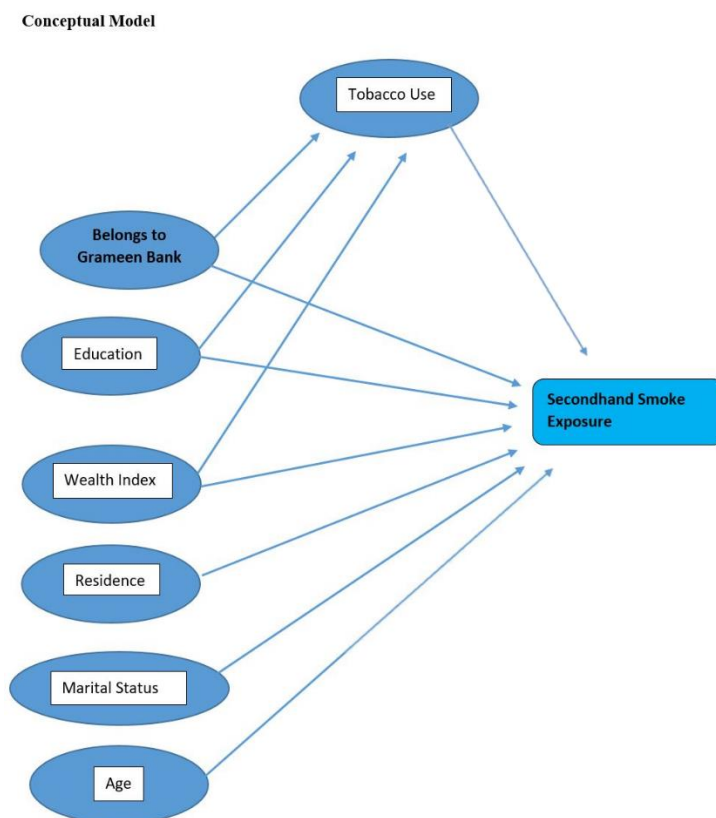 Conceptual Model
Tobacco Use
Belongs to
Grameen Bank
Education
Secondhand Smoke
Exposure
Wealth Index
Residence
Marital Status
Age